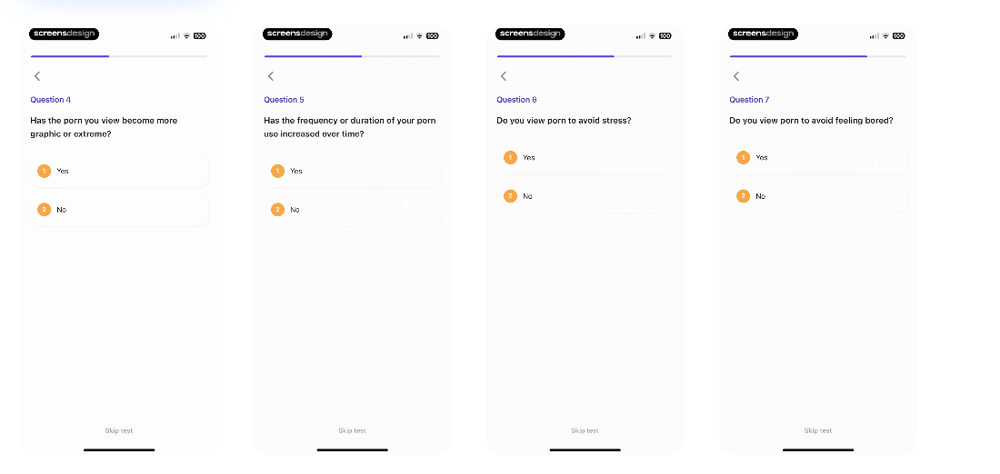 screensdesign
100
Question 4
Has the porn you view become more
graphic or extreme?
1 Yes
2 No
Skip test
screensdesign
100
Question 5
Has the frequency or duration of your porn
use increased over time?
1 Yes
2 No
Skip test
screensdesign
100
Question 6
Do you view porn to avoid stress?
1 Yes
2 No
Skip test
screensdesign
100
Question 7
Do you view porn to avoid feeling bored?
1 Yes
2 No
Skip test